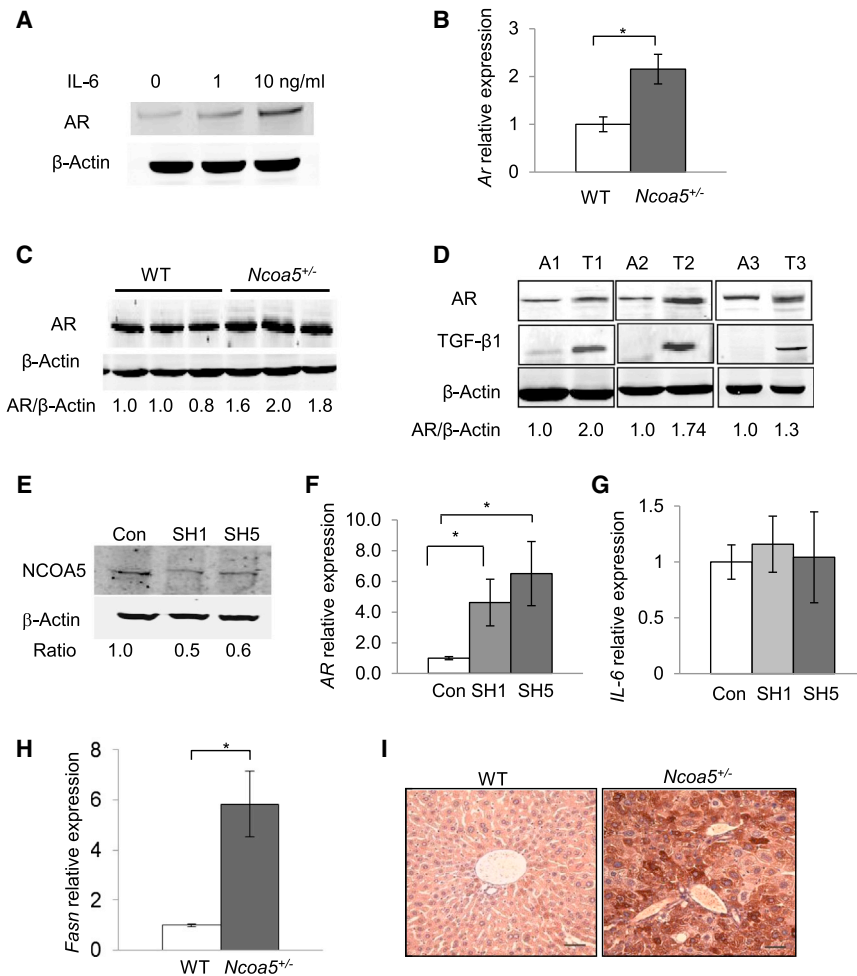 A
IL-6 0 1 10 ng/ml
AR
β-Actin
B
Ar relative expression
3
2
1
0
*
WT Ncoa5+/-
C
WT Ncoa5+/-
AR
β-Actin
AR/β-Actin 1.0 1.0 0.8 1.6 2.0 1.8
D
A1 T1 A2 T2 A3 T3
AR
TGF-β1
β-Actin
AR/β-Actin 1.0 2.0 1.0 1.74 1.0 1.3
E
Con SH1 SH5
NCOA5
β-Actin
Ratio 1.0 0.5 0.6
F
AR relative expression
10.0
8.0
6.0
4.0
2.0
0.0
*
*
Con SH1 SH5
G
IL-6 relative expression
1.5
1
0.5
0
Con SH1 SH5
H
Fasn relative expression
8
6
4
2
0
*
WT Ncoa5+/-
I
WT Ncoa5+/-